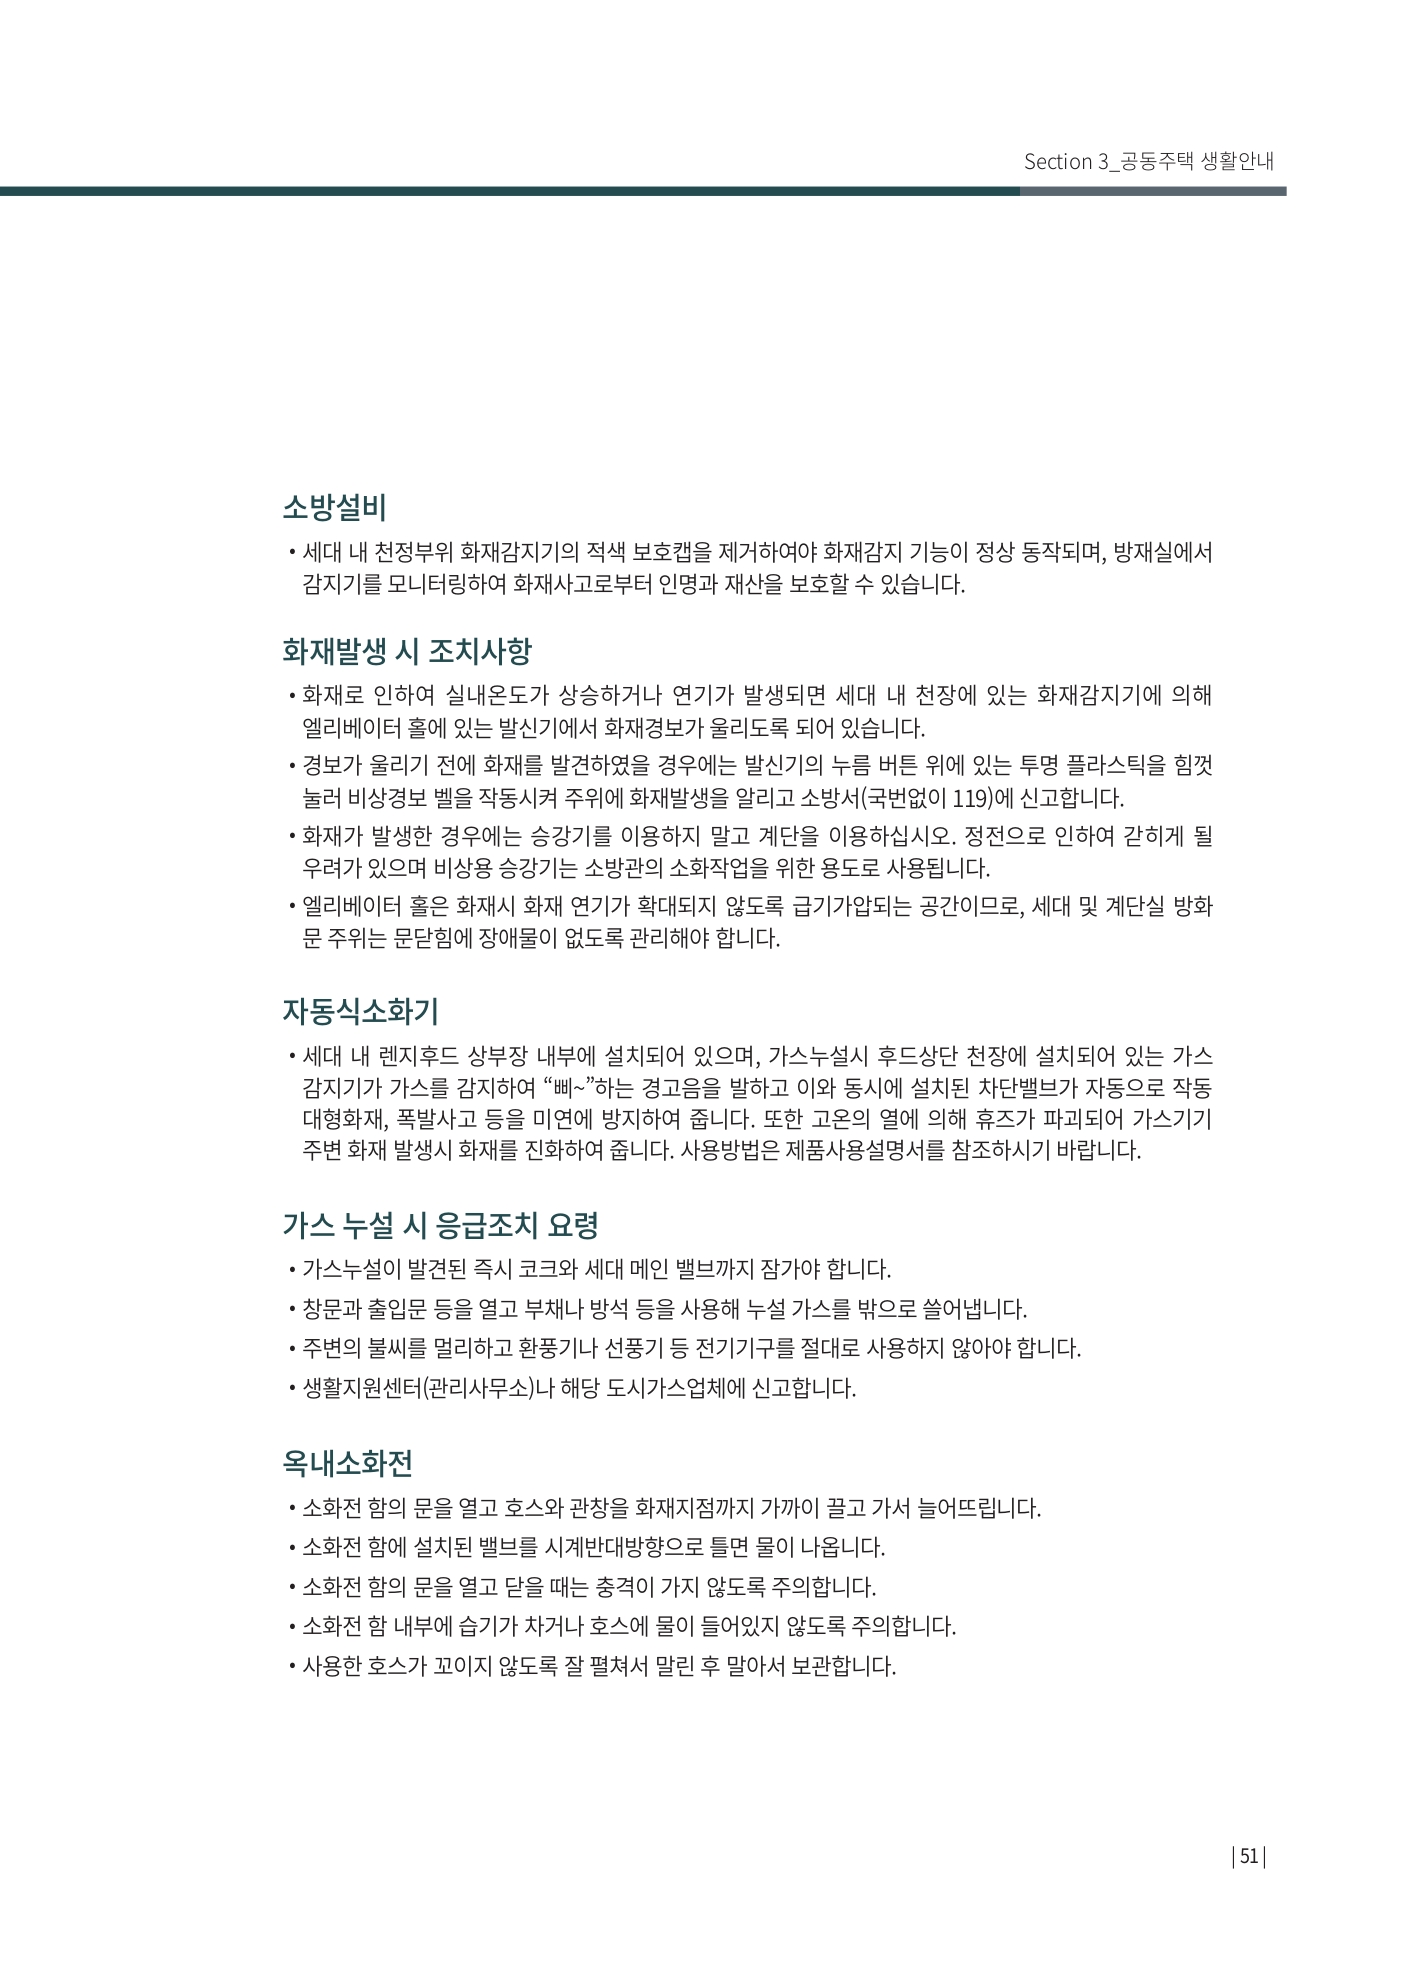 Section 3_공동주택 생활안내
소방설비
• 세대 내 천정부위 화재감지기의 적색 보호캡을 제거하여야 화재감지 기능이 정상 동작되며, 방재실에서
감지기를 모니터링하여 화재사고로부터 인명과 재산을 보호할 수 있습니다.
화재발생 시 조치사항
• 화재로 인하여 실내온도가 상승하거나 연기가 발생되면 세대 내 천장에 있는 화재감지기에 의해
엘리베이터 홀에 있는 발신기에서 화재경보가 울리도록 되어 있습니다.
• 경보가 울리기 전에 화재를 발견하였을 경우에는 발신기의 누름 버튼 위에 있는 투명 플라스틱을 힘껏
눌러 비상경보 벨을 작동시켜 주위에 화재발생을 알리고 소방서(국번없이 119)에 신고합니다.
• 화재가 발생한 경우에는 승강기를 이용하지 말고 계단을 이용하십시오. 정전으로 인하여 갇히게 될
우려가 있으며 비상용 승강기는 소방관의 소화작업을 위한 용도로 사용됩니다.
• 엘리베이터 홀은 화재시 화재 연기가 확대되지 않도록 급기가압되는 공간이므로, 세대 및 계단실 방화
문 주위는 문닫힘에 장애물이 없도록 관리해야 합니다.
자동식소화기
• 세대 내 렌지후드 상부장 내부에 설치되어 있으며, 가스누설시 후드상단 천장에 설치되어 있는 가스
감지기가 가스를 감지하여 “삐~”하는 경고음을 발하고 이와 동시에 설치된 차단밸브가 자동으로 작동
대형화재, 폭발사고 등을 미연에 방지하여 줍니다. 또한 고온의 열에 의해 휴즈가 파괴되어 가스기기
주변 화재 발생시 화재를 진화하여 줍니다. 사용방법은 제품사용설명서를 참조하시기 바랍니다.
가스 누설 시 응급조치 요령
• 가스누설이 발견된 즉시 코크와 세대 메인 밸브까지 잠가야 합니다.
• 창문과 출입문 등을 열고 부채나 방석 등을 사용해 누설 가스를 밖으로 쓸어냅니다.
• 주변의 불씨를 멀리하고 환풍기나 선풍기 등 전기기구를 절대로 사용하지 않아야 합니다.
• 생활지원센터(관리사무소)나 해당 도시가스업체에 신고합니다.
옥내소화전
• 소화전 함의 문을 열고 호스와 관창을 화재지점까지 가까이 끌고 가서 늘어뜨립니다.
• 소화전 함에 설치된 밸브를 시계반대방향으로 틀면 물이 나옵니다.
• 소화전 함의 문을 열고 닫을 때는 충격이 가지 않도록 주의합니다.
• 소화전 함 내부에 습기가 차거나 호스에 물이 들어있지 않도록 주의합니다.
• 사용한 호스가 꼬이지 않도록 잘 펼쳐서 말린 후 말아서 보관합니다.
| 51 |